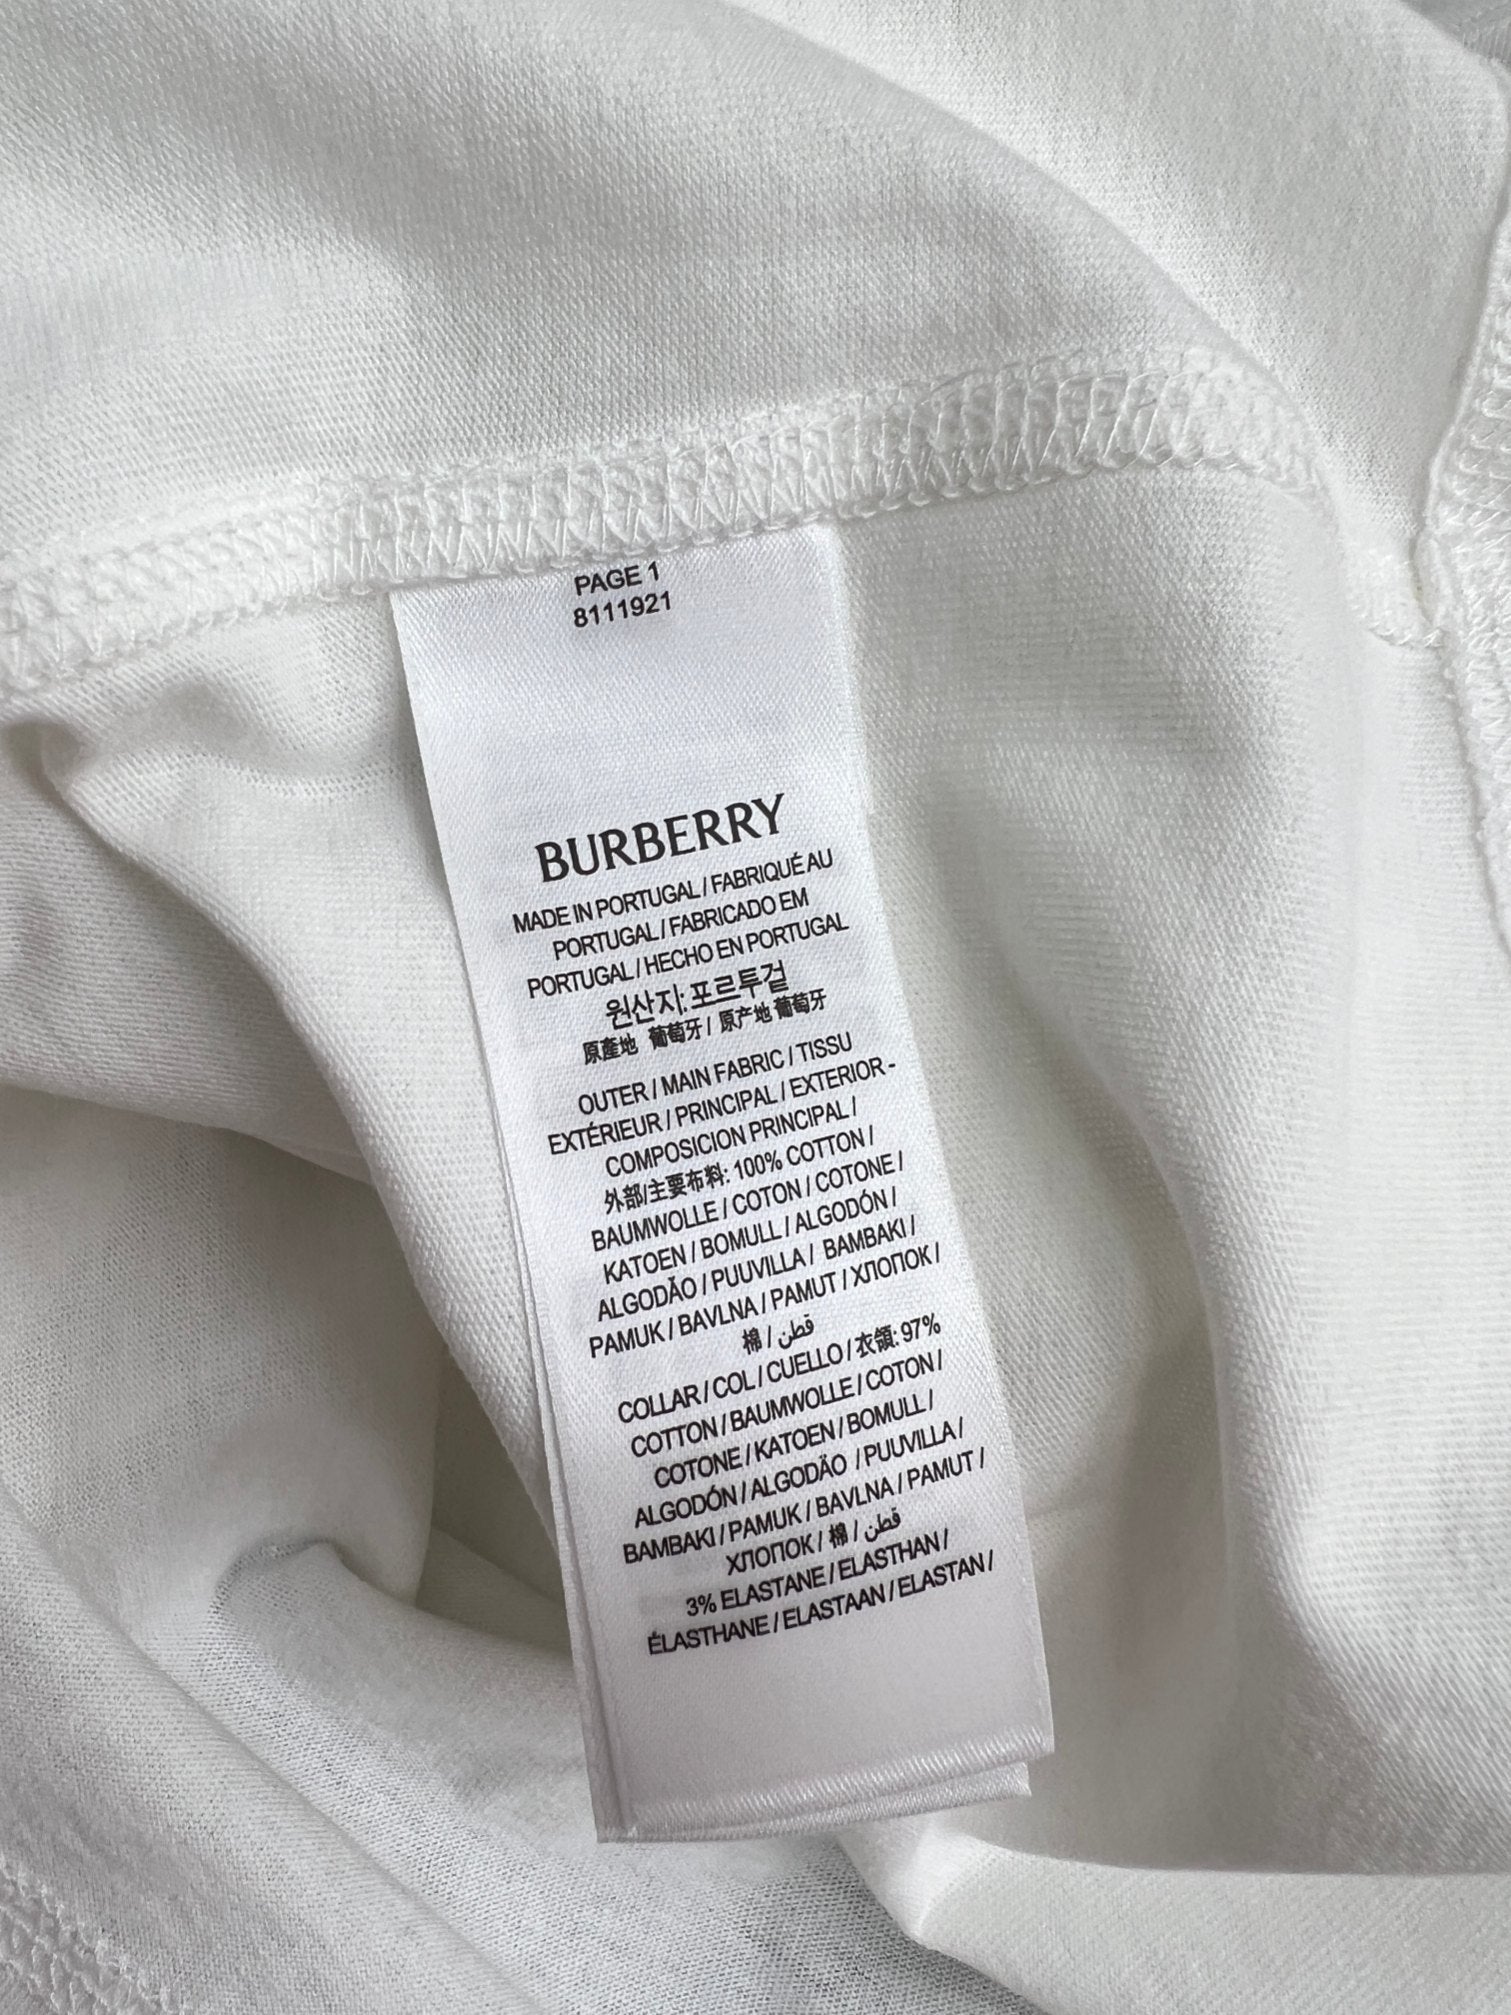 PAGE 1
8111921
BURBERRY
MADE IN PORTUGAL / FABRIQUÉ AU
PORTUGAL / FABRICADO EM
PORTUGAL / HECHO EN PORTUGAL
원산지: 포르투겉
原產地 葡萄牙 / 原产地 葡萄牙
OUTER / MAIN FABRIC / TISSU
EXTÉRIEUR / PRINCIPAL / EXTERIOR -
COMPOSICION PRINCIPAL /
外部/主要布料: 100% COTTON /
BAUMWOLLE / COTON / COTONE /
KATOEN / BOMULL / ALGODÓN /
ALGODÃO / PUUVILLA / BAMBAKI /
PAMUK / BAVLNA / PAMUT / ХЛОПОК /
棉 / قطن
COLLAR / COL / CUELLO / 衣領: 97%
COTTON / BAUMWOLLE / COTON /
COTONE / KATOEN / BOMULL /
ALGODÓN / ALGODÃO / PUUVILLA /
BAMBAKI / PAMUK / BAVLNA / PAMUT /
ХЛОПОК / 棉 / قطن
3% ELASTANE / ELASTHAN /
ÉLASTHANE / ELASTAAN / ELASTAN /